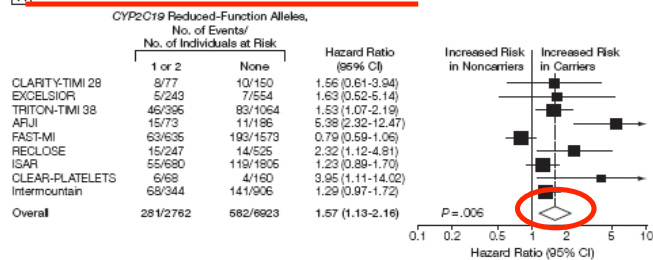 CYP2C19 Reduced-Function Alleles,
No. of Events/
No. of Individuals at Risk
1 or 2 None Hazard Ratio (95% CI) Increased Risk in Noncarriers Increased Risk in Carriers
CLARITY-TIMI 28 8/77 10/150 1.56 (0.61-3.94)
EXCELSIOR 5/243 7/554 1.63 (0.52-5.14)
TRITON-TIMI 38 46/395 83/1064 1.53 (1.07-2.19)
AFIJI 15/73 11/186 5.38 (2.32-12.47)
FAST-MI 63/635 193/1573 0.79 (0.59-1.06)
RECLOSE 15/247 14/525 2.32 (1.12-4.81)
ISAR 55/680 119/1805 1.23 (0.89-1.70)
CLEAR-PLATELETS 6/68 4/160 3.95 (1.11-14.02)
Intermountain 68/344 141/906 1.29 (0.97-1.72)
Overall 281/2762 582/6923 1.57 (1.13-2.16) P=.006
0.1 0.2 0.5 1 2 5 10
Hazard Ratio (95% CI)